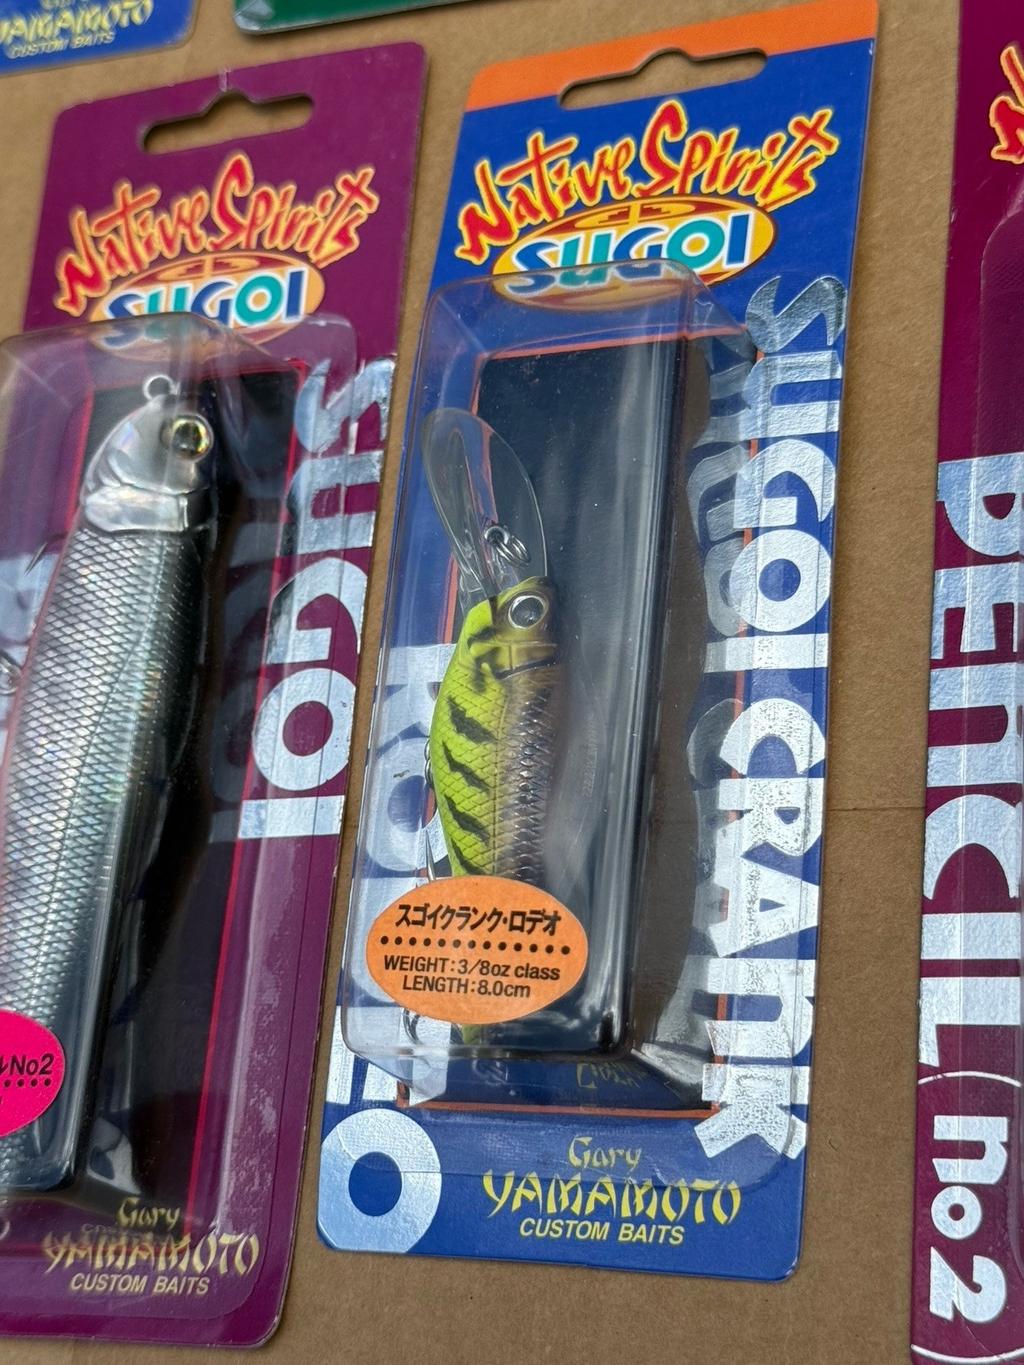 YAMAMOTO
CUSTOM BAITS
Native Spirits
SUGOI
SUGOI
No2
Gary
YAMAMOTO
CUSTOM BAITS
Native Spirits
SUGOI
SUGOI CRANK
スゴイクランク・ロデオ
WEIGHT:3/8oz class
LENGTH:8.0cm
Gary
YAMAMOTO
CUSTOM BAITS
PENCIL (no2)